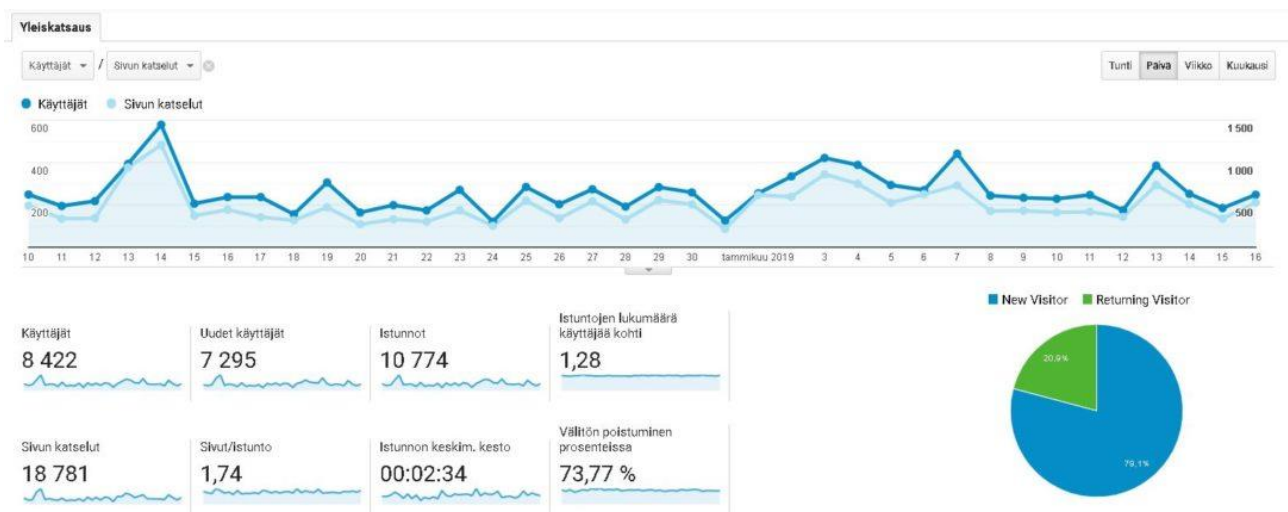 Yleiskatsaus
Käyttäjät / Sivun katselut
Tunti Päivä Viikko Kuukausi
Käyttäjät Sivun katselut
600 1 500
400 1 000
200 500
10 11 12 13 14 15 16 17 18 19 20 21 22 23 24 25 26 27 28 29 30 tammikuu 2019 3 4 5 6 7 8 9 10 11 12 13 14 15 16
New Visitor Returning Visitor
Käyttäjät
8 422
Uudet käyttäjät
7 295
Istunnot
10 774
Istuntojen lukumäärä
käyttäjää kohti
1,28
Sivun katselut
18 781
Sivut/istunto
1,74
Istunnon keskim. kesto
00:02:34
Välitön poistuminen
prosenteissa
73,77 %
20,9%
79,1%